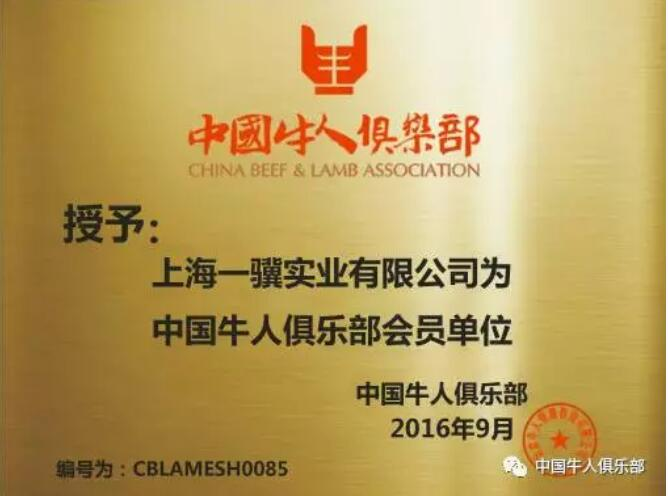 中國牛人俱樂部
CHINA BEEF & LAMB ASSOCIATION
授予：
上海一骥实业有限公司为
中国牛人俱乐部会员单位
中国牛人俱乐部
2016年9月
编号为：CBLAMESH0085
中国牛人俱乐部